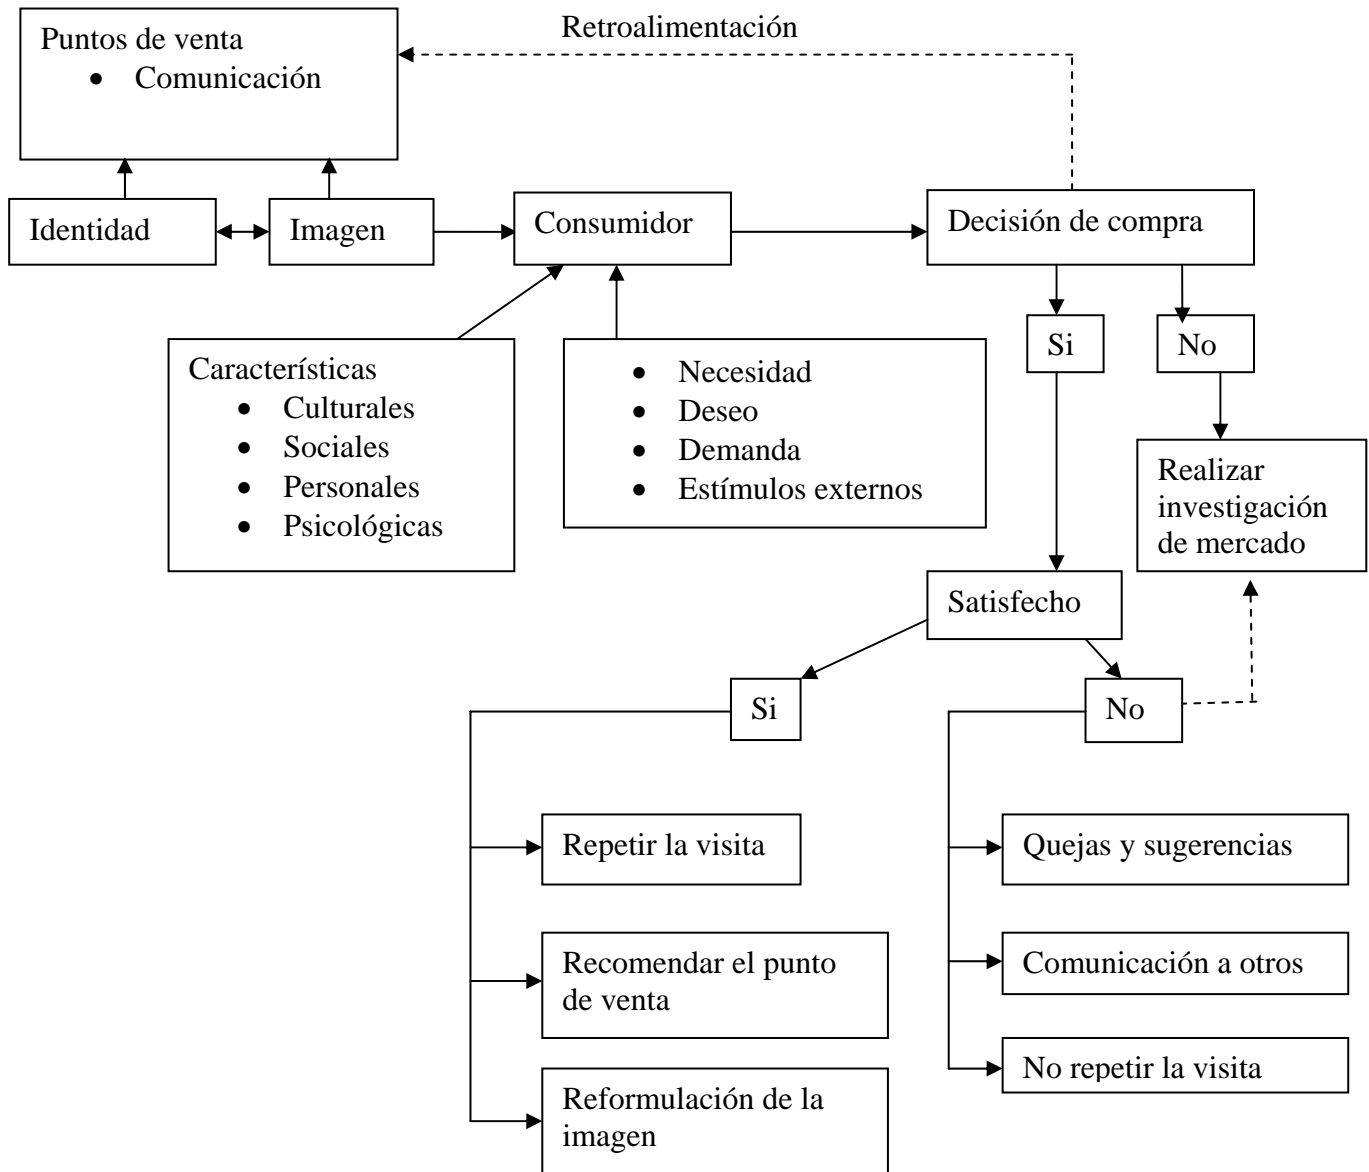 Retroalimentación
Puntos de venta
• Comunicación
Identidad
Imagen
Consumidor
Decisión de compra
Si
No
Características
• Culturales
• Sociales
• Personales
• Psicológicas
• Necesidad
• Deseo
• Demanda
• Estímulos externos
Realizar
investigación
de mercado
Satisfecho
Si
No
Repetir la visita
Recomendar el punto
de venta
Reformulación de la
imagen
Quejas y sugerencias
Comunicación a otros
No repetir la visita